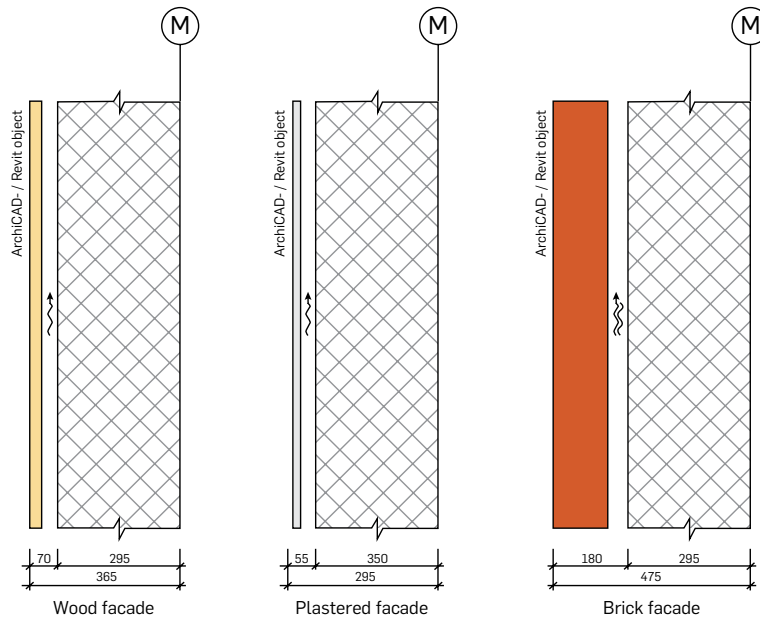 M
M
M
ArchiCAD- / Revit object
ArchiCAD- / Revit object
ArchiCAD- / Revit object
70 295
365
55 350
295
180 295
475
Wood facade
Plastered facade
Brick facade